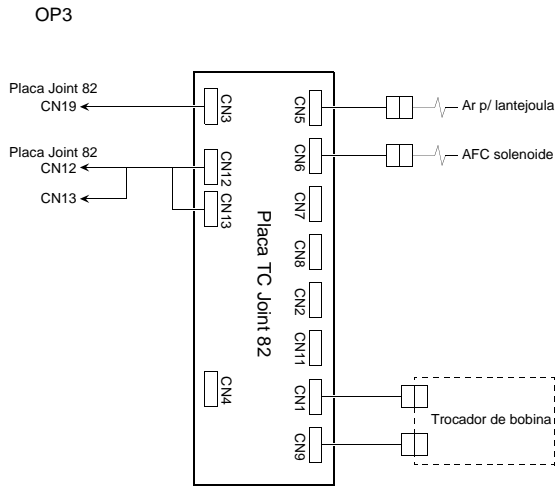 OP3
Placa Joint 82
CN19
Placa Joint 82
CN12
CN13
CN3
CN12
CN13
CN4
Placa TC Joint 82
CN5
CN6
CN7
CN8
CN2
CN11
CN1
CN9
Ar p/ lantejoula
AFC solenoide
Trocador de bobina